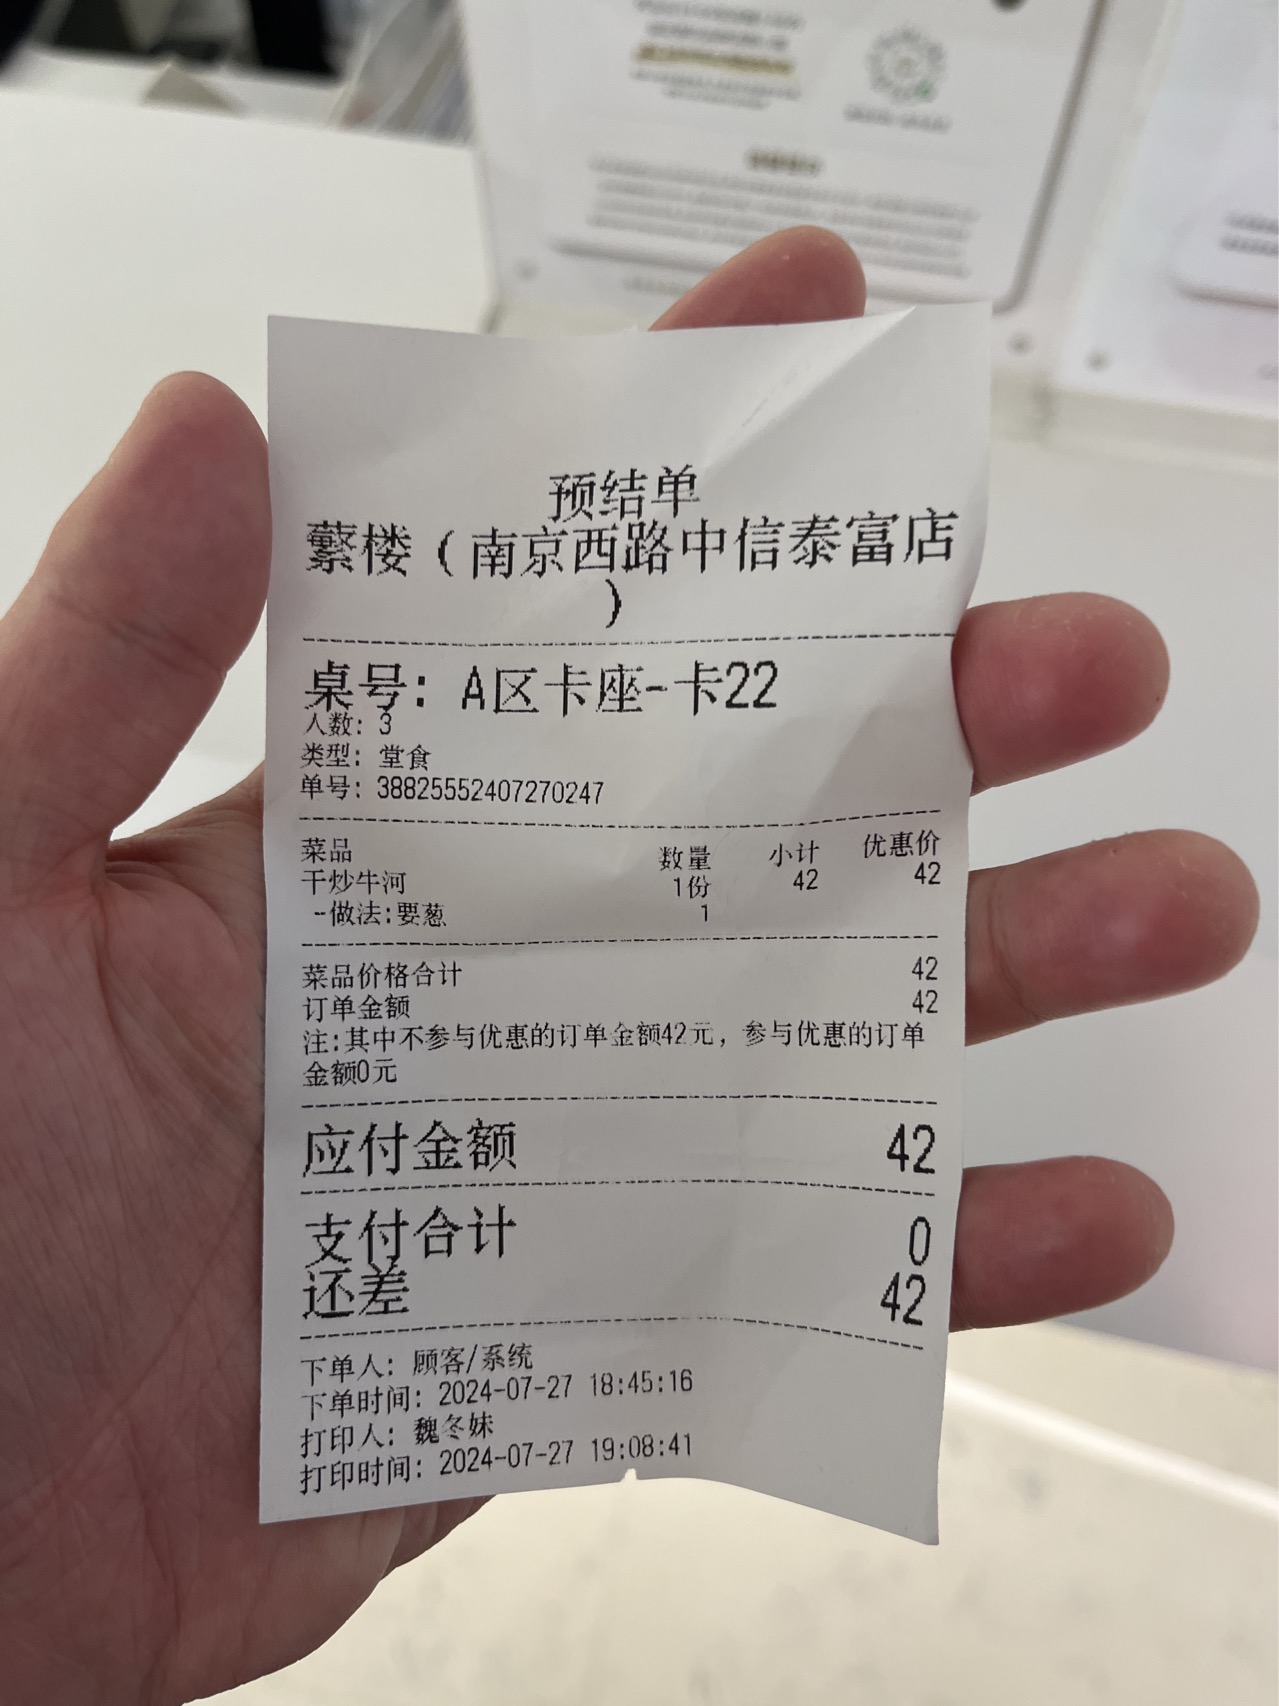 预结单
蘩楼（南京西路中信泰富店
）
桌号：A区卡座-卡22
人数：3
类型：堂食
单号：38825552407270247
菜品 数量 小计 优惠价
干炒牛河 1份 42 42
-做法:要葱 1
菜品价格合计 42
订单金额 42
注:其中不参与优惠的订单金额42元，参与优惠的订单
金额0元
应付金额 42
支付合计 0
还差 42
下单人：顾客/系统
下单时间：2024-07-27 18:45:16
打印人：魏冬妹
打印时间：2024-07-27 19:08:41